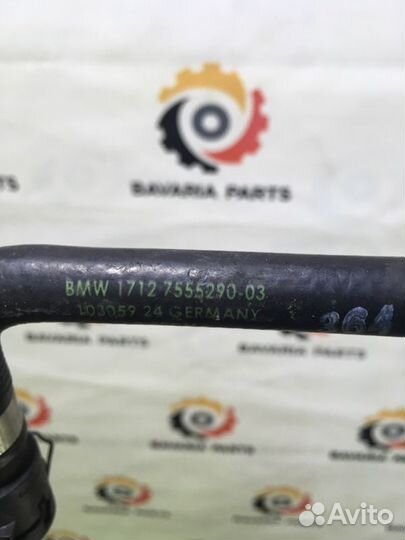 BAVARIA PARTS
BMW 1712 7555290-03
103059 24 GERMANY
Avito